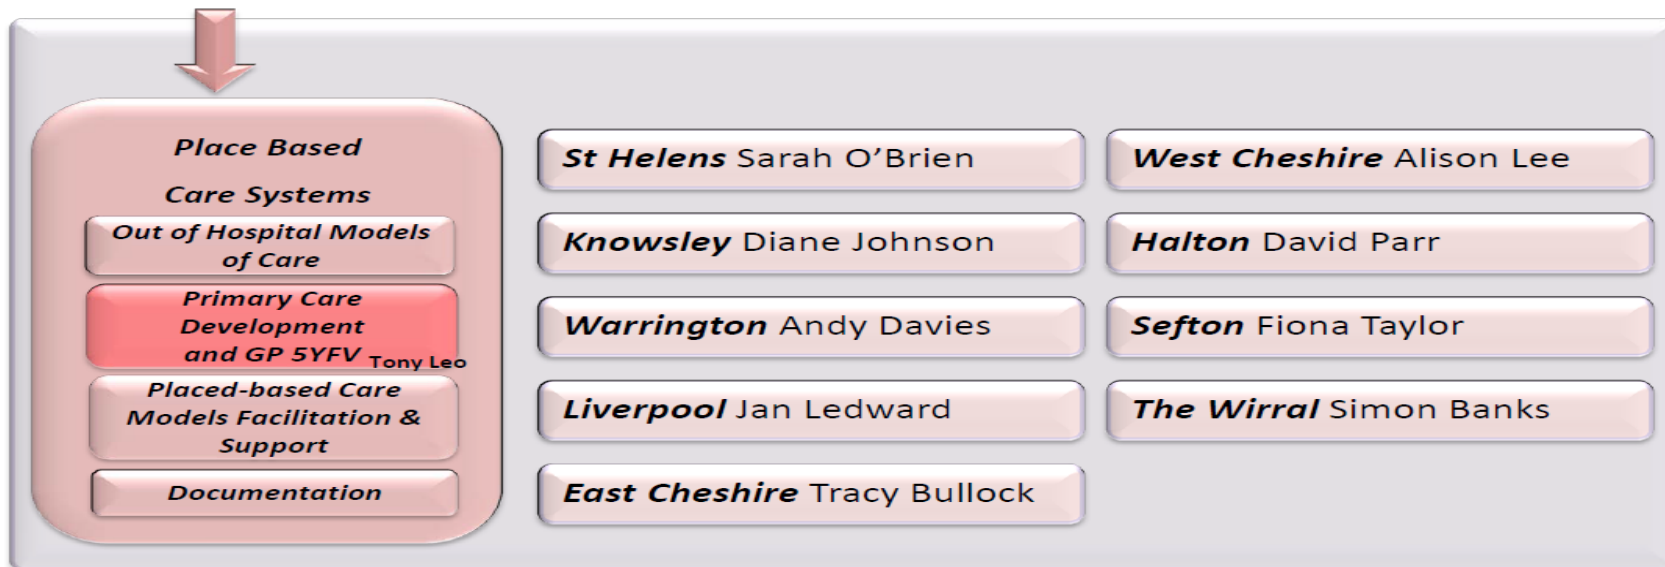 Place Based
Care Systems
Out of Hospital Models
of Care
Primary Care
Development
and GP 5YFV Tony Leo
Placed-based Care
Models Facilitation &
Support
Documentation
St Helens Sarah O’Brien
Knowsley Diane Johnson
Warrington Andy Davies
Liverpool Jan Ledward
East Cheshire Tracy Bullock
West Cheshire Alison Lee
Halton David Parr
Sefton Fiona Taylor
The Wirral Simon Banks